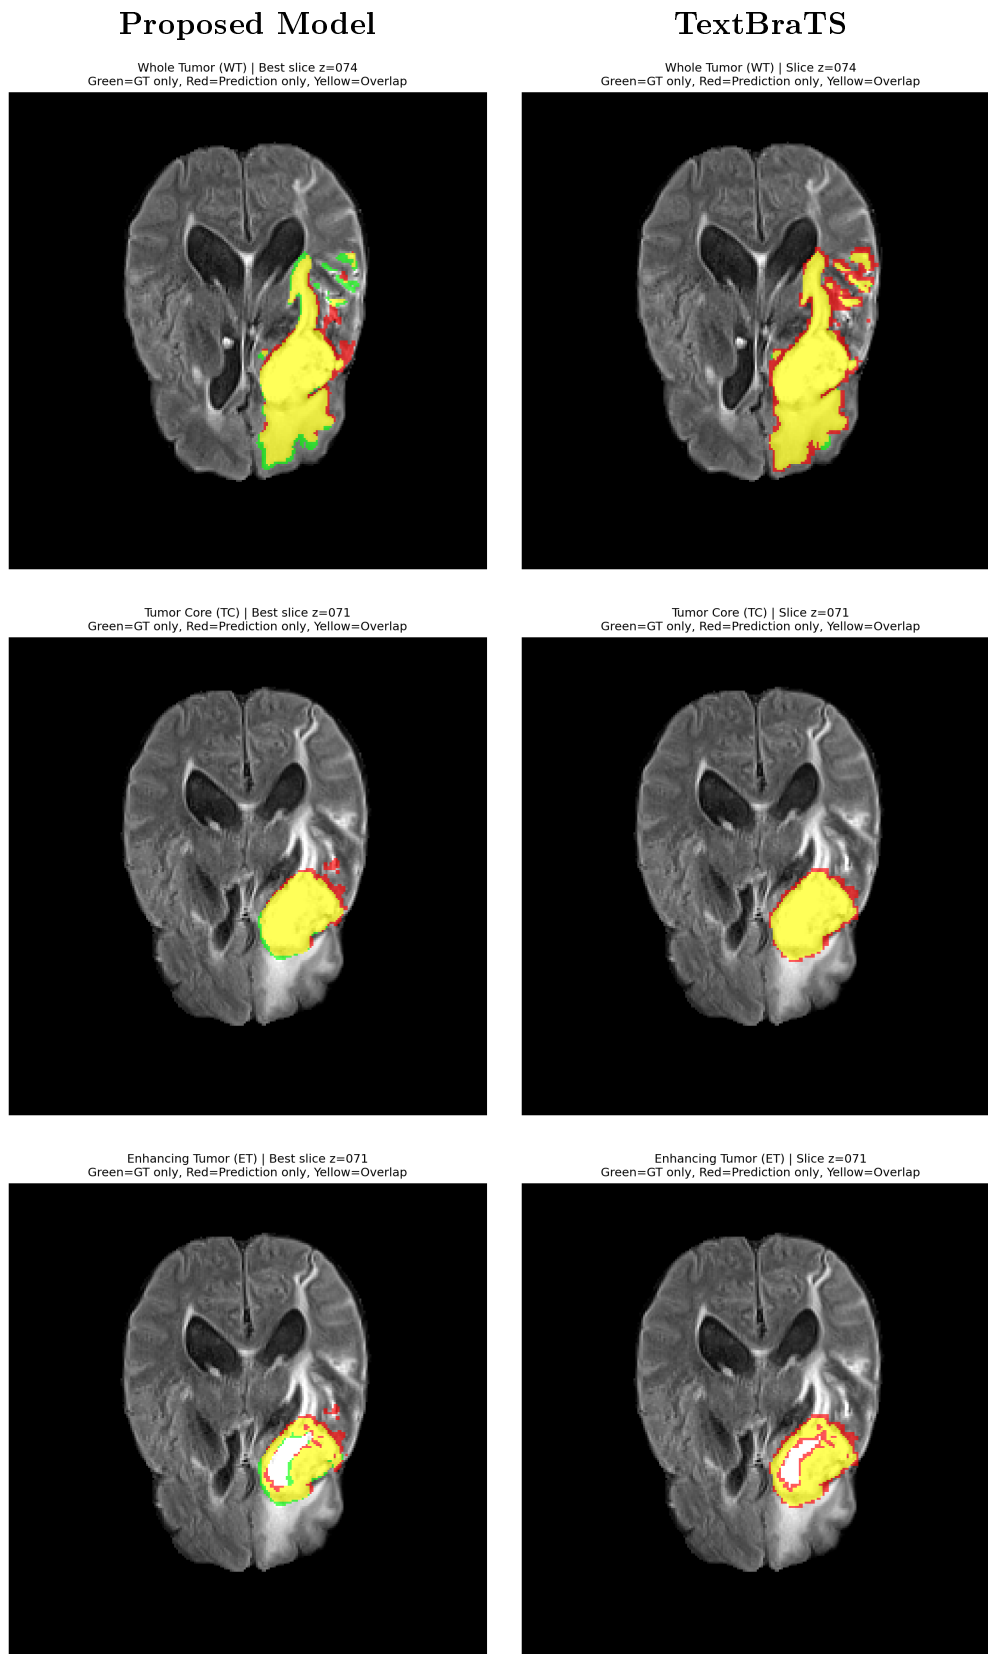 Proposed Model
TextBraTS
Whole Tumor (WT) | Best slice z=074
Green=GT only, Red=Prediction only, Yellow=Overlap
Whole Tumor (WT) | Slice z=074
Green=GT only, Red=Prediction only, Yellow=Overlap
Tumor Core (TC) | Best slice z=071
Green=GT only, Red=Prediction only, Yellow=Overlap
Tumor Core (TC) | Slice z=071
Green=GT only, Red=Prediction only, Yellow=Overlap
Enhancing Tumor (ET) | Best slice z=071
Green=GT only, Red=Prediction only, Yellow=Overlap
Enhancing Tumor (ET) | Slice z=071
Green=GT only, Red=Prediction only, Yellow=Overlap